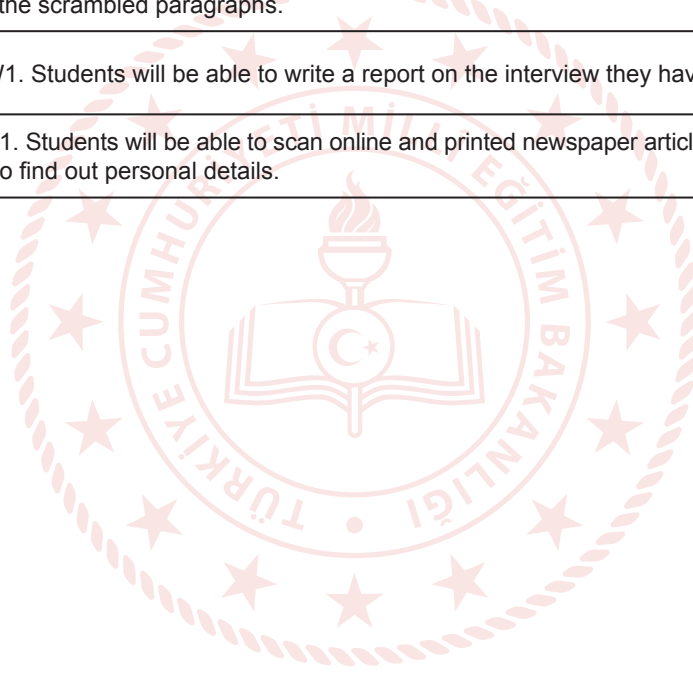 the scrambled paragraphs.
1. Students will be able to write a report on the interview they hav
1. Students will be able to scan online and printed newspaper articl
o find out personal details.
TÜRKİYE CUMHURİYETİ MİLLÎ EĞİTİM BAKANLIĞI